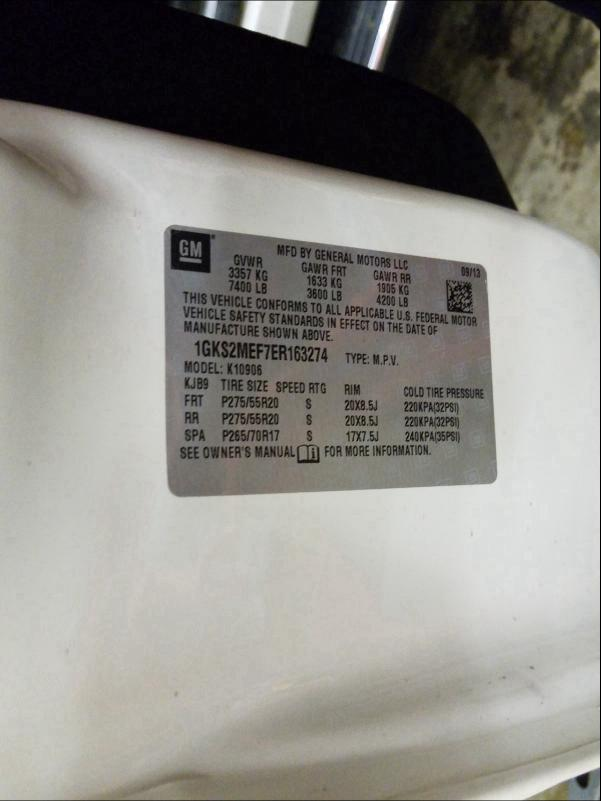 GM
MFD BY GENERAL MOTORS LLC 09/13
GVWR GAWR FRT GAWR RR
3357 KG 1633 KG 1905 KG
7400 LB 3600 LB 4200 LB
THIS VEHICLE CONFORMS TO ALL APPLICABLE U.S. FEDERAL MOTOR
VEHICLE SAFETY STANDARDS IN EFFECT ON THE DATE OF
MANUFACTURE SHOWN ABOVE.
1GKS2MEF7ER163274 TYPE: M.P.V.
MODEL: K10906
KJB9 TIRE SIZE SPEED RTG RIM COLD TIRE PRESSURE
FRT P275/55R20 S 20X8.5J 220KPA(32PSI)
RR P275/55R20 S 20X8.5J 220KPA(32PSI)
SPA P265/70R17 S 17X7.5J 240KPA(35PSI)
SEE OWNER'S MANUAL i FOR MORE INFORMATION.